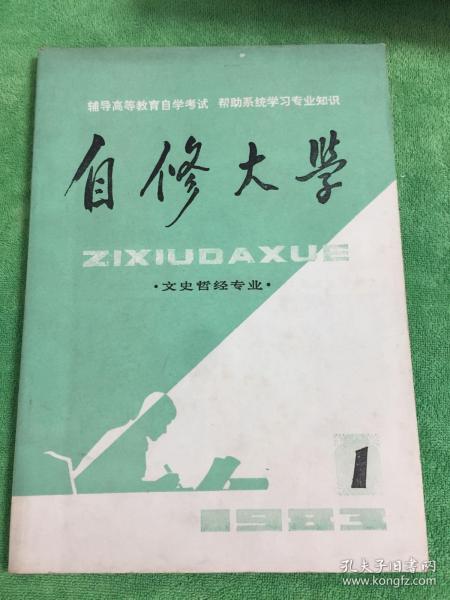 辅导高等教育自学考试 帮助系统学习专业知识
自修大學
ZIXIUDAXUE
·文史哲经专业·
1
1983
孔夫子旧书网
www.kongfz.com